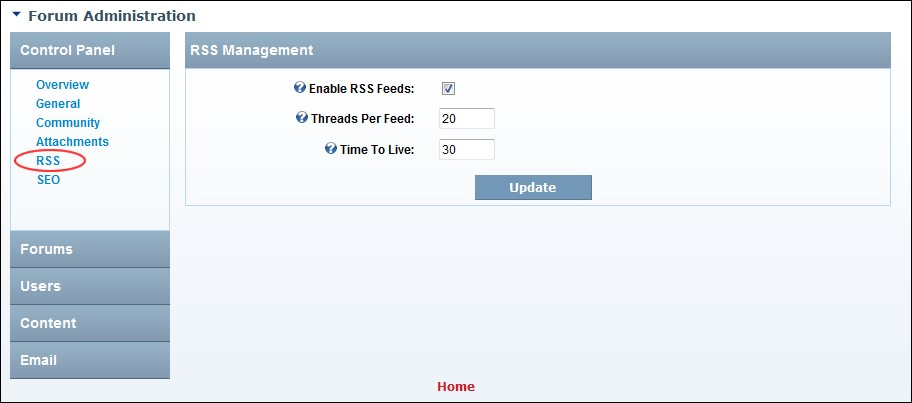 Forum Administration
Control Panel
Overview
General
Community
Attachments
RSS
SEO
Forums
Users
Content
Email
RSS Management
? Enable RSS Feeds:
? Threads Per Feed: 20
? Time To Live: 30
Update
Home